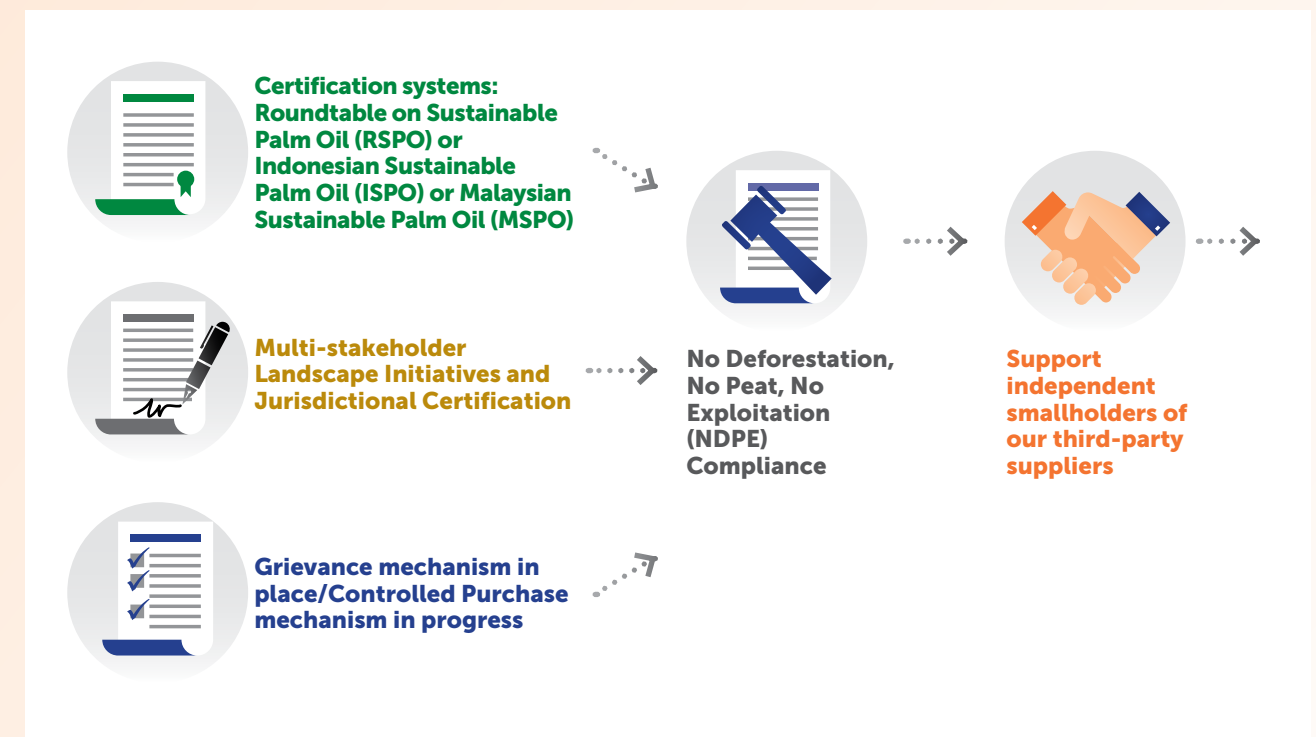 Certification systems:
Roundtable on Sustainable
Palm Oil (RSPO) or
Indonesian Sustainable
Palm Oil (ISPO) or Malaysian
Sustainable Palm Oil (MSPO)
Multi-stakeholder
Landscape Initiatives and
Jurisdictional Certification
Grievance mechanism in
place/Controlled Purchase
mechanism in progress
No Deforestation,
No Peat, No
Exploitation
(NDPE)
Compliance
Support
independent
smallholders of
our third-party
suppliers